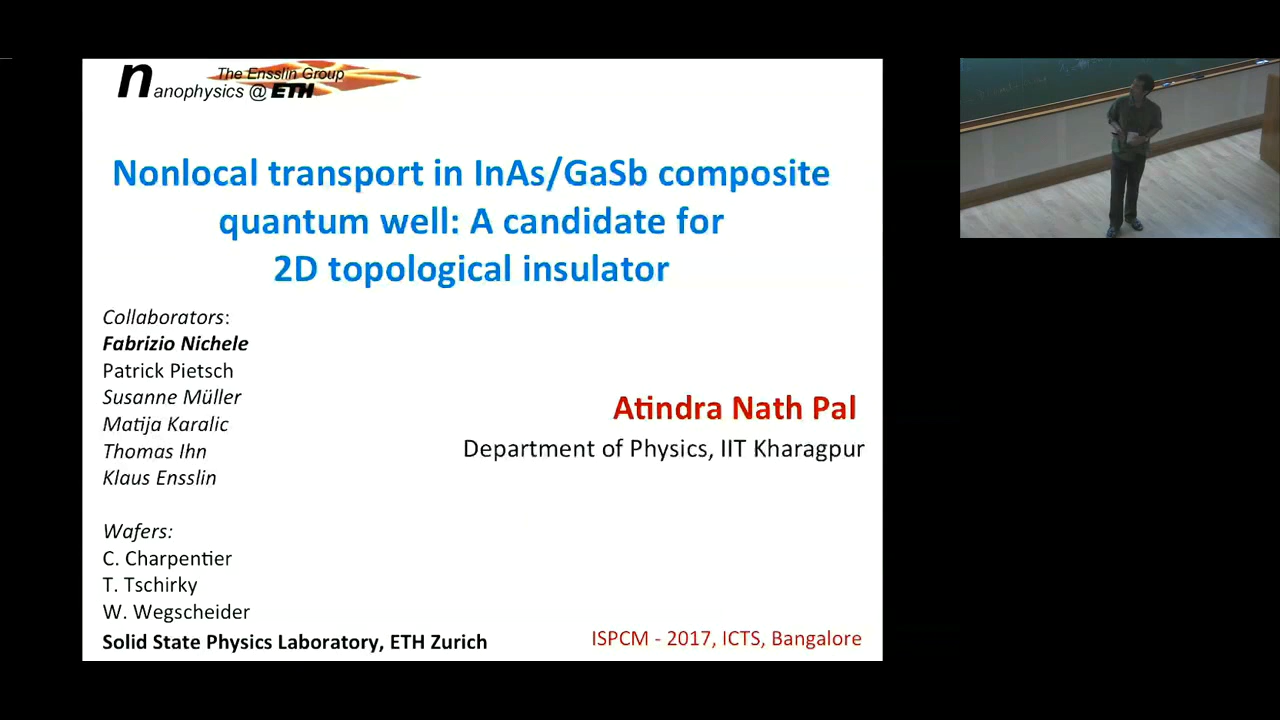 The Ensslin Group
nanophysics @ ETH
Nonlocal transport in InAs/GaSb composite
quantum well: A candidate for
2D topological insulator
Collaborators:
Fabrizio Nichele
Patrick Pietsch
Susanne Müller
Matija Karalic
Thomas Ihn
Klaus Ensslin
Atindra Nath Pal
Department of Physics, IIT Kharagpur
Wafers:
C. Charpentier
T. Tschirky
W. Wegscheider
Solid State Physics Laboratory, ETH Zurich
ISPCM - 2017, ICTS, Bangalore